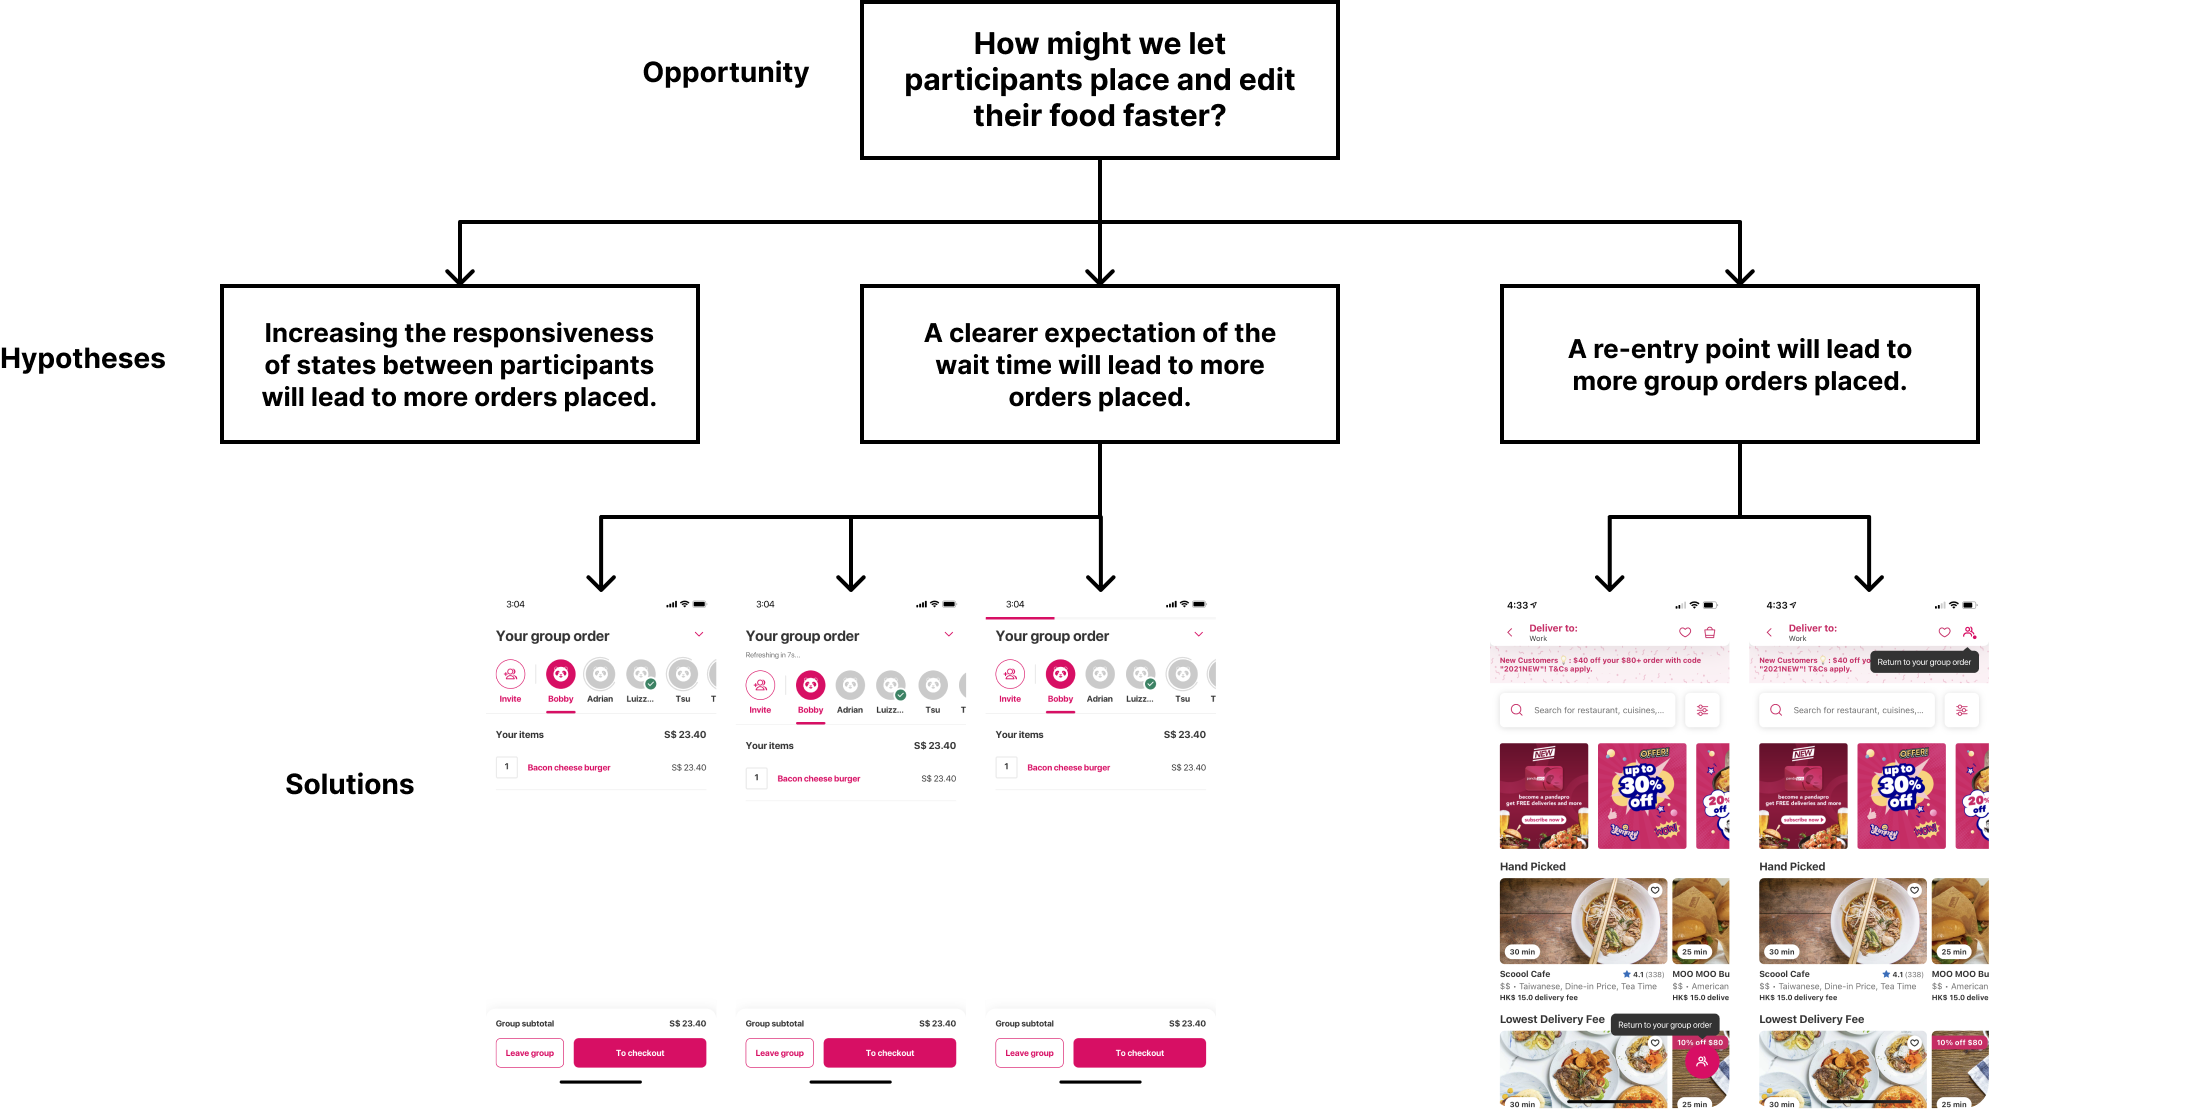 Opportunity
How might we let
participants place and edit
their food faster?
Hypotheses
Increasing the responsiveness
of states between participants
will lead to more orders placed.
A clearer expectation of the
wait time will lead to more
orders placed.
A re-entry point will lead to
more group orders placed.
Solutions
3:04
Your group order
Invite
Bobby
Adrian
Luizz...
Tsu
T
Your items
S$ 23.40
1
Bacon cheese burger
S$ 23.40
Group subtotal
S$ 23.40
Leave group
To checkout
3:04
Your group order
Refreshing in 7s...
Invite
Bobby
Adrian
Luizz...
Tsu
T
Your items
S$ 23.40
1
Bacon cheese burger
S$ 23.40
Group subtotal
S$ 23.40
Leave group
To checkout
3:04
Your group order
Invite
Bobby
Adrian
Luizz...
Tsu
T
Your items
S$ 23.40
1
Bacon cheese burger
S$ 23.40
Group subtotal
S$ 23.40
Leave group
To checkout
4:33
Deliver to:
Work
New Customers : $40 off your $80+ order with code
"2021NEW"! T&Cs apply.
Search for restaurant, cuisines,...
NEW
become a pandapro
get FREE deliveries and more
subscribe now
OFFER!
up to
30%
off
Yummy!
20%
off
Hand Picked
30 min
25 min
Scoool Cafe
4.1 (338)
$$ • Taiwanese, Dine-in Price, Tea Time
HK$ 15.0 delivery fee
MOO MOO Bu
$$ • American
HK$ 15.0 delive
Lowest Delivery Fee
Return to your group order
10% off $80
30 min
25 min
4:33
Deliver to:
Work
New Customers : $40 off yo
"2021NEW"! T&Cs apply.
Return to your group order
Search for restaurant, cuisines,...
NEW
become a pandapro
get FREE deliveries and more
subscribe now
OFFER!
up to
30%
off
Yummy!
20%
off
Hand Picked
30 min
25 min
Scoool Cafe
4.1 (338)
$$ • Taiwanese, Dine-in Price, Tea Time
HK$ 15.0 delivery fee
MOO MOO Bu
$$ • American
HK$ 15.0 delive
Lowest Delivery Fee
10% off $80
30 min
25 min